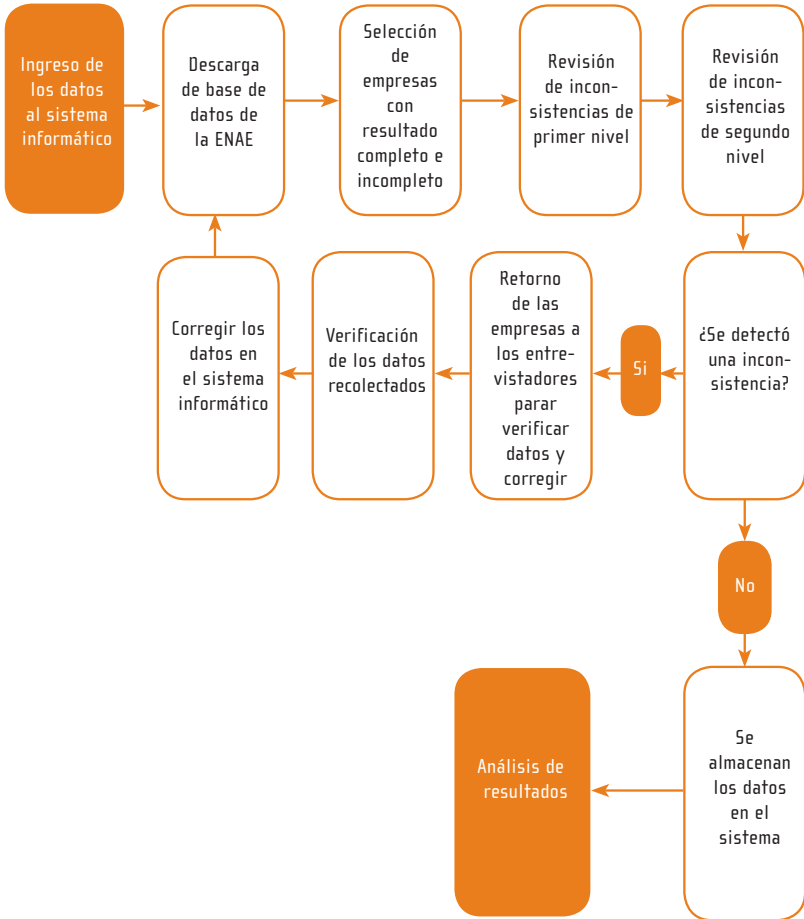 Ingreso de
los datos
al sistema
informático
Descarga
de base de
datos de
la ENAE
Selección
de
empresas
con
resultado
completo e
incompleto
Revisión
de incon-
sistencias de
primer nivel
Revisión
de incon-
sistencias
de segundo
nivel
¿Se detectó
una incon-
sistencia?
Si
Retorno
de las
empresas a
los entre-
vistadores
parar
verificar
datos y
corregir
Verificación
de los datos
recolectados
Corregir los
datos en
el sistema
informático
No
Se
almacenan
los datos
en el
sistema
Análisis de
resultados